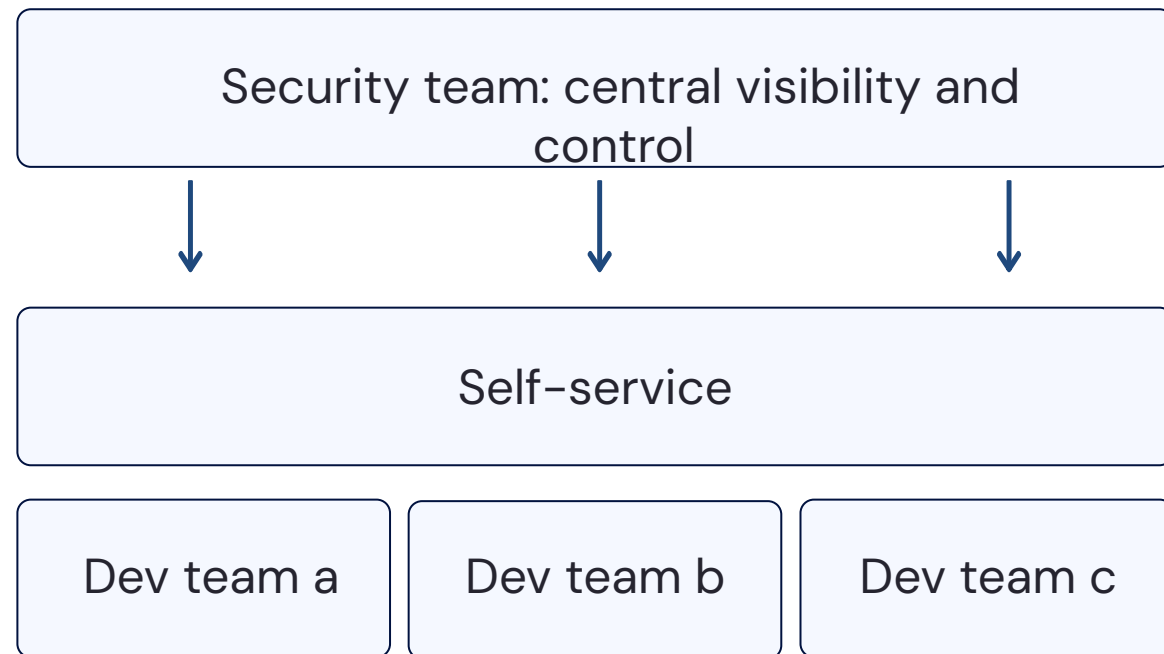 Security team: central visibility and
control
Self-service
Dev team a
Dev team b
Dev team c